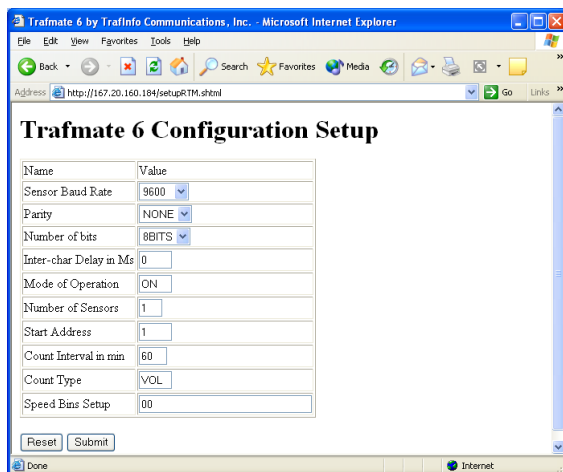 Trafmate 6 by TrafInfo Communications, Inc. - Microsoft Internet Explorer
File Edit View Favorites Tools Help
Back Search Favorites Media
Address http://167.20.160.184/setupRTM.shtml Go Links
Trafmate 6 Configuration Setup
Name Value
Sensor Baud Rate 9600
Parity NONE
Number of bits 8BITS
Inter-char Delay in Ms 0
Mode of Operation ON
Number of Sensors 1
Start Address 1
Count Interval in min 60
Count Type VOL
Speed Bins Setup 00
Reset Submit
Done Internet